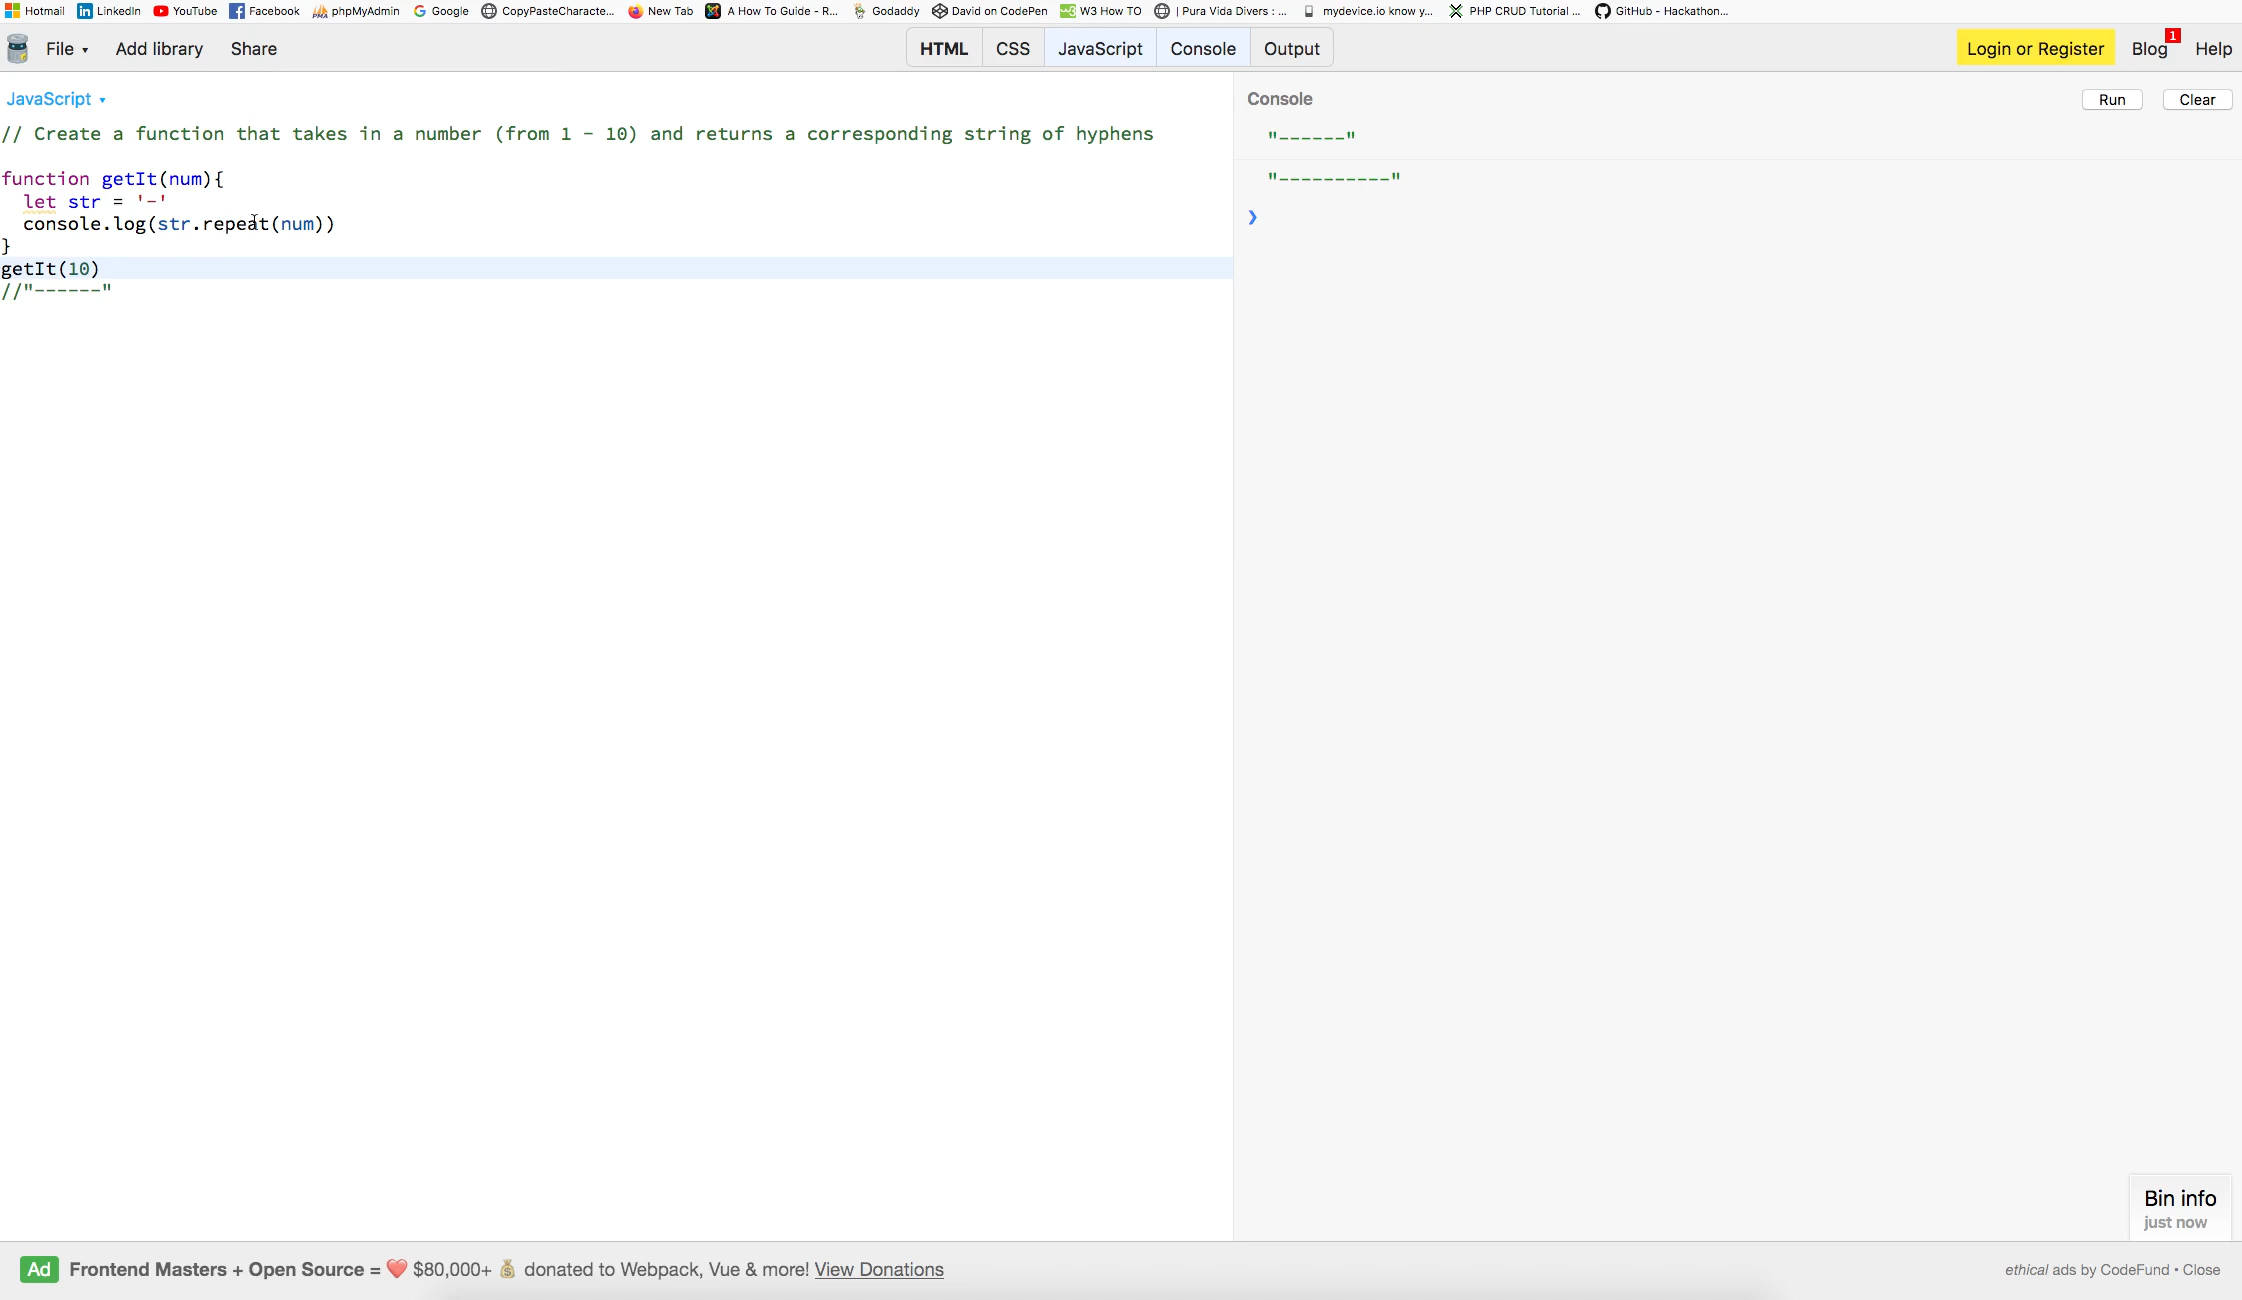 Hotmail LinkedIn YouTube Facebook phpMyAdmin Google CopyPasteCharacte... New Tab A How To Guide - R... Godaddy David on CodePen W3 How TO | Pura Vida Divers : ... mydevice.io know y... PHP CRUD Tutorial ... GitHub - Hackathon...
File Add library Share HTML CSS JavaScript Console Output Login or Register Blog 1 Help
JavaScript
// Create a function that takes in a number (from 1 - 10) and returns a corresponding string of hyphens
function getIt(num){
  let str = '-'
  console.log(str.repeat(num))
}
getIt(10)
//"------"
Console Run Clear
"------"
"----------"
Bin info
just now
Ad Frontend Masters + Open Source = ❤️ $80,000+ 💰 donated to Webpack, Vue & more! View Donations
ethical ads by CodeFund • Close